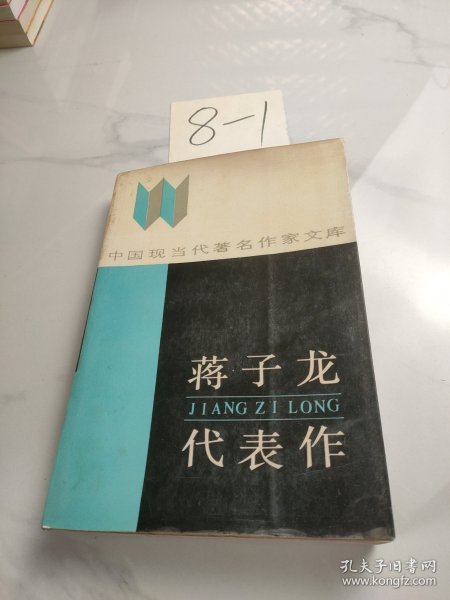 8-1
中国现当代著名作家文库
蒋子龙
JIANG ZI LONG
代表作
孔夫子旧书网
www.kongfz.com